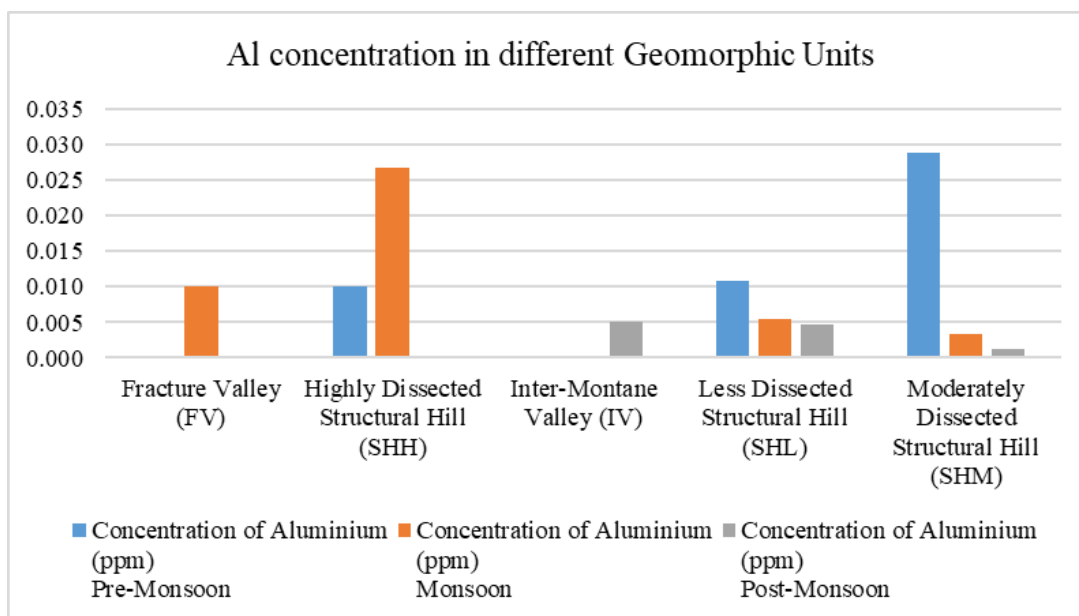 Al concentration in different Geomorphic Units
0.035
0.030
0.025
0.020
0.015
0.010
0.005
0.000
Fracture Valley
(FV)
Highly Dissected
Structural Hill
(SHH)
Inter-Montane
Valley (IV)
Less Dissected
Structural Hill
(SHL)
Moderately
Dissected
Structural Hill
(SHM)
Concentration of Aluminium
(ppm)
Pre-Monsoon
Concentration of Aluminium
(ppm)
Monsoon
Concentration of Aluminium
(ppm)
Post-Monsoon